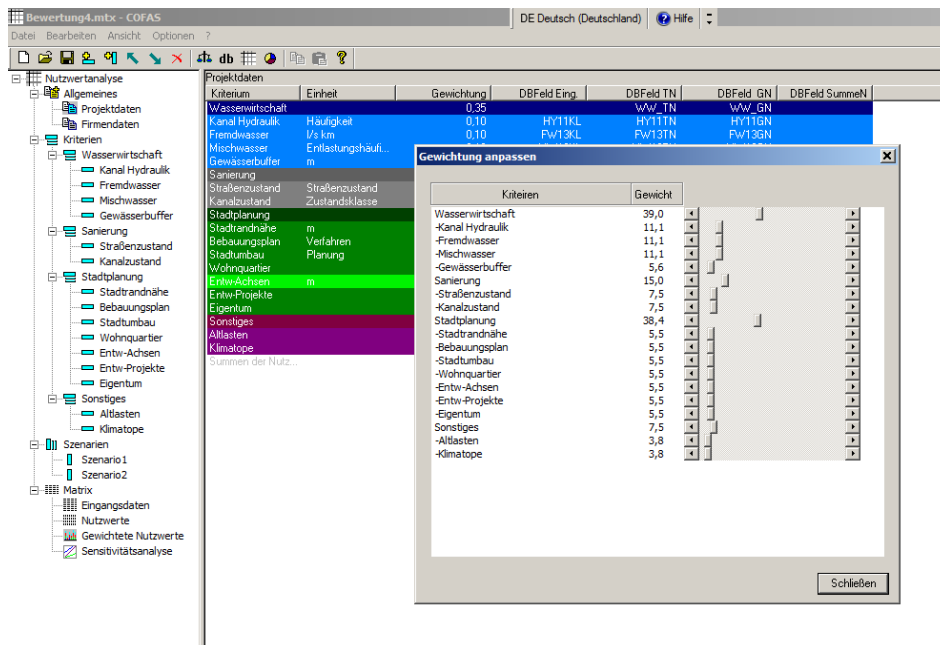 Bewertung4.mtx - COFAS
DE Deutsch (Deutschland) Hilfe
Datei Bearbeiten Ansicht Optionen ?
db
Nutzwertanalyse
Allgemeines
Projektdaten
Firmendaten
Kriterien
Wasserwirtschaft
Kanal Hydraulik
Fremdwasser
Mischwasser
Gewässerbuffer
Sanierung
Straßenzustand
Kanalzustand
Stadtplanung
Stadtrandnähe
Bebauungsplan
Stadtumbau
Wohnquartier
Entw-Achsen
Entw-Projekte
Eigentum
Sonstiges
Altlasten
Klimatope
Szenarien
Szenario1
Szenario2
Matrix
Eingangsdaten
Nutzwerte
Gewichtete Nutzwerte
Sensitivitätsanalyse
Projektdaten
Kriterium Einheit Gewichtung DBFeld Eing. DBFeld TN DBFeld GN DBFeld SummeN
Wasserwirtschaft 0,35 WW_TN WW_GN
Kanal Hydraulik Häufigkeit 0,10 HY11KL HY11TN HY11GN
Fremdwasser l/s km 0,10 FW13KL FW13TN FW13GN
Mischwasser Entlastungshäufi...
Gewässerbuffer m
Sanierung
Straßenzustand Straßenzustand
Kanalzustand Zustandsklasse
Stadtplanung
Stadtrandnähe m
Bebauungsplan Verfahren
Stadtumbau Planung
Wohnquartier
Entw-Achsen m
Entw-Projekte
Eigentum
Sonstiges
Altlasten
Klimatope
Summen der Nutz...
Gewichtung anpassen
Kriteiren Gewicht
Wasserwirtschaft 39,0
-Kanal Hydraulik 11,1
-Fremdwasser 11,1
-Mischwasser 11,1
-Gewässerbuffer 5,6
Sanierung 15,0
-Straßenzustand 7,5
-Kanalzustand 7,5
Stadtplanung 38,4
-Stadtrandnähe 5,5
-Bebauungsplan 5,5
-Stadtumbau 5,5
-Wohnquartier 5,5
-Entw-Achsen 5,5
-Entw-Projekte 5,5
-Eigentum 5,5
Sonstiges 7,5
-Altlasten 3,8
-Klimatope 3,8
Schließen